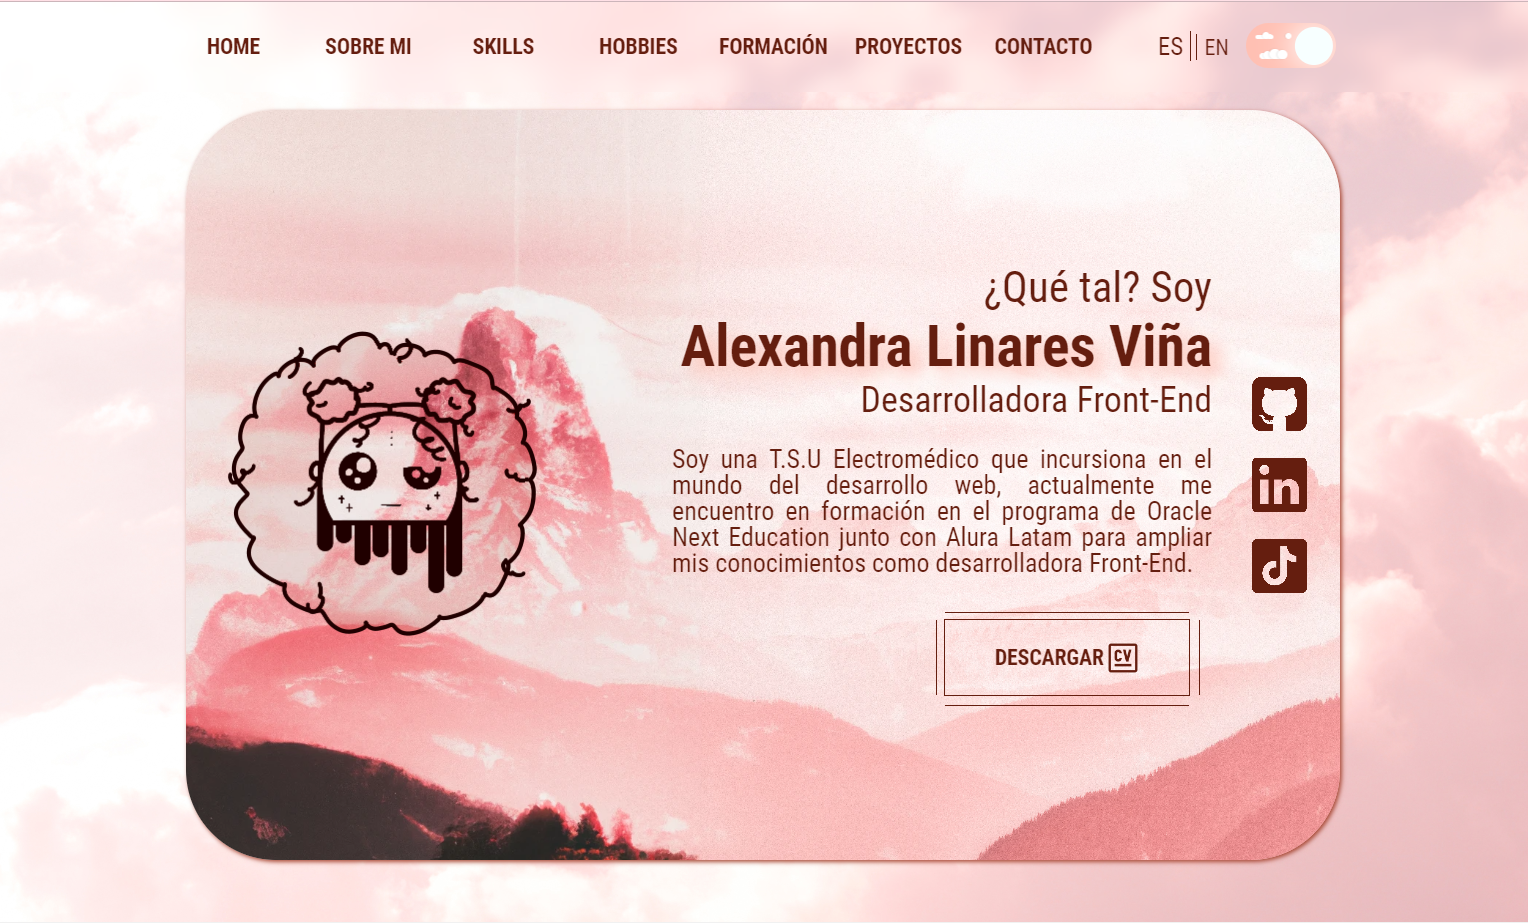 HOME SOBRE MI SKILLS HOBBIES FORMACIÓN PROYECTOS CONTACTO ES EN
¿Qué tal? Soy
Alexandra Linares Viña
Desarrolladora Front-End
Soy una T.S.U Electromédico que incursiona en el
mundo del desarrollo web, actualmente me
encuentro en formación en el programa de Oracle
Next Education junto con Alura Latam para ampliar
mis conocimientos como desarrolladora Front-End.
in
DESCARGAR CV